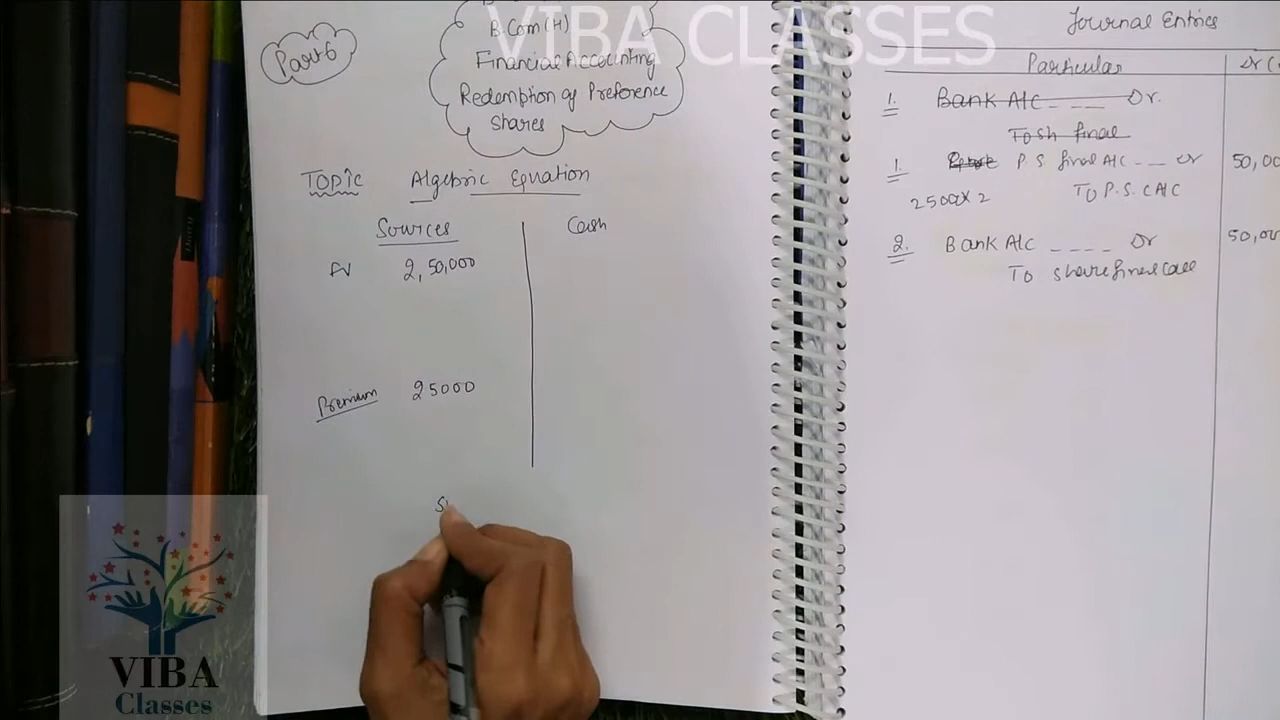 VIBA CLASSES
Part 6
B.Com (H)
Financial Accounting
Redemption of Preference
Shares
TOPIC Algebric Equation
Sources Cash
FV 2,50,000
Premium 25000
Journal Entries
Particular
1. Bank A/C ---- Dr.
To sh final
1. P S final A/C --- Dr 50,00
2500 x 2 To P.S. C A/C
2. Bank A/c ---- Dr 50,00
To share final call
VIBA
Classes